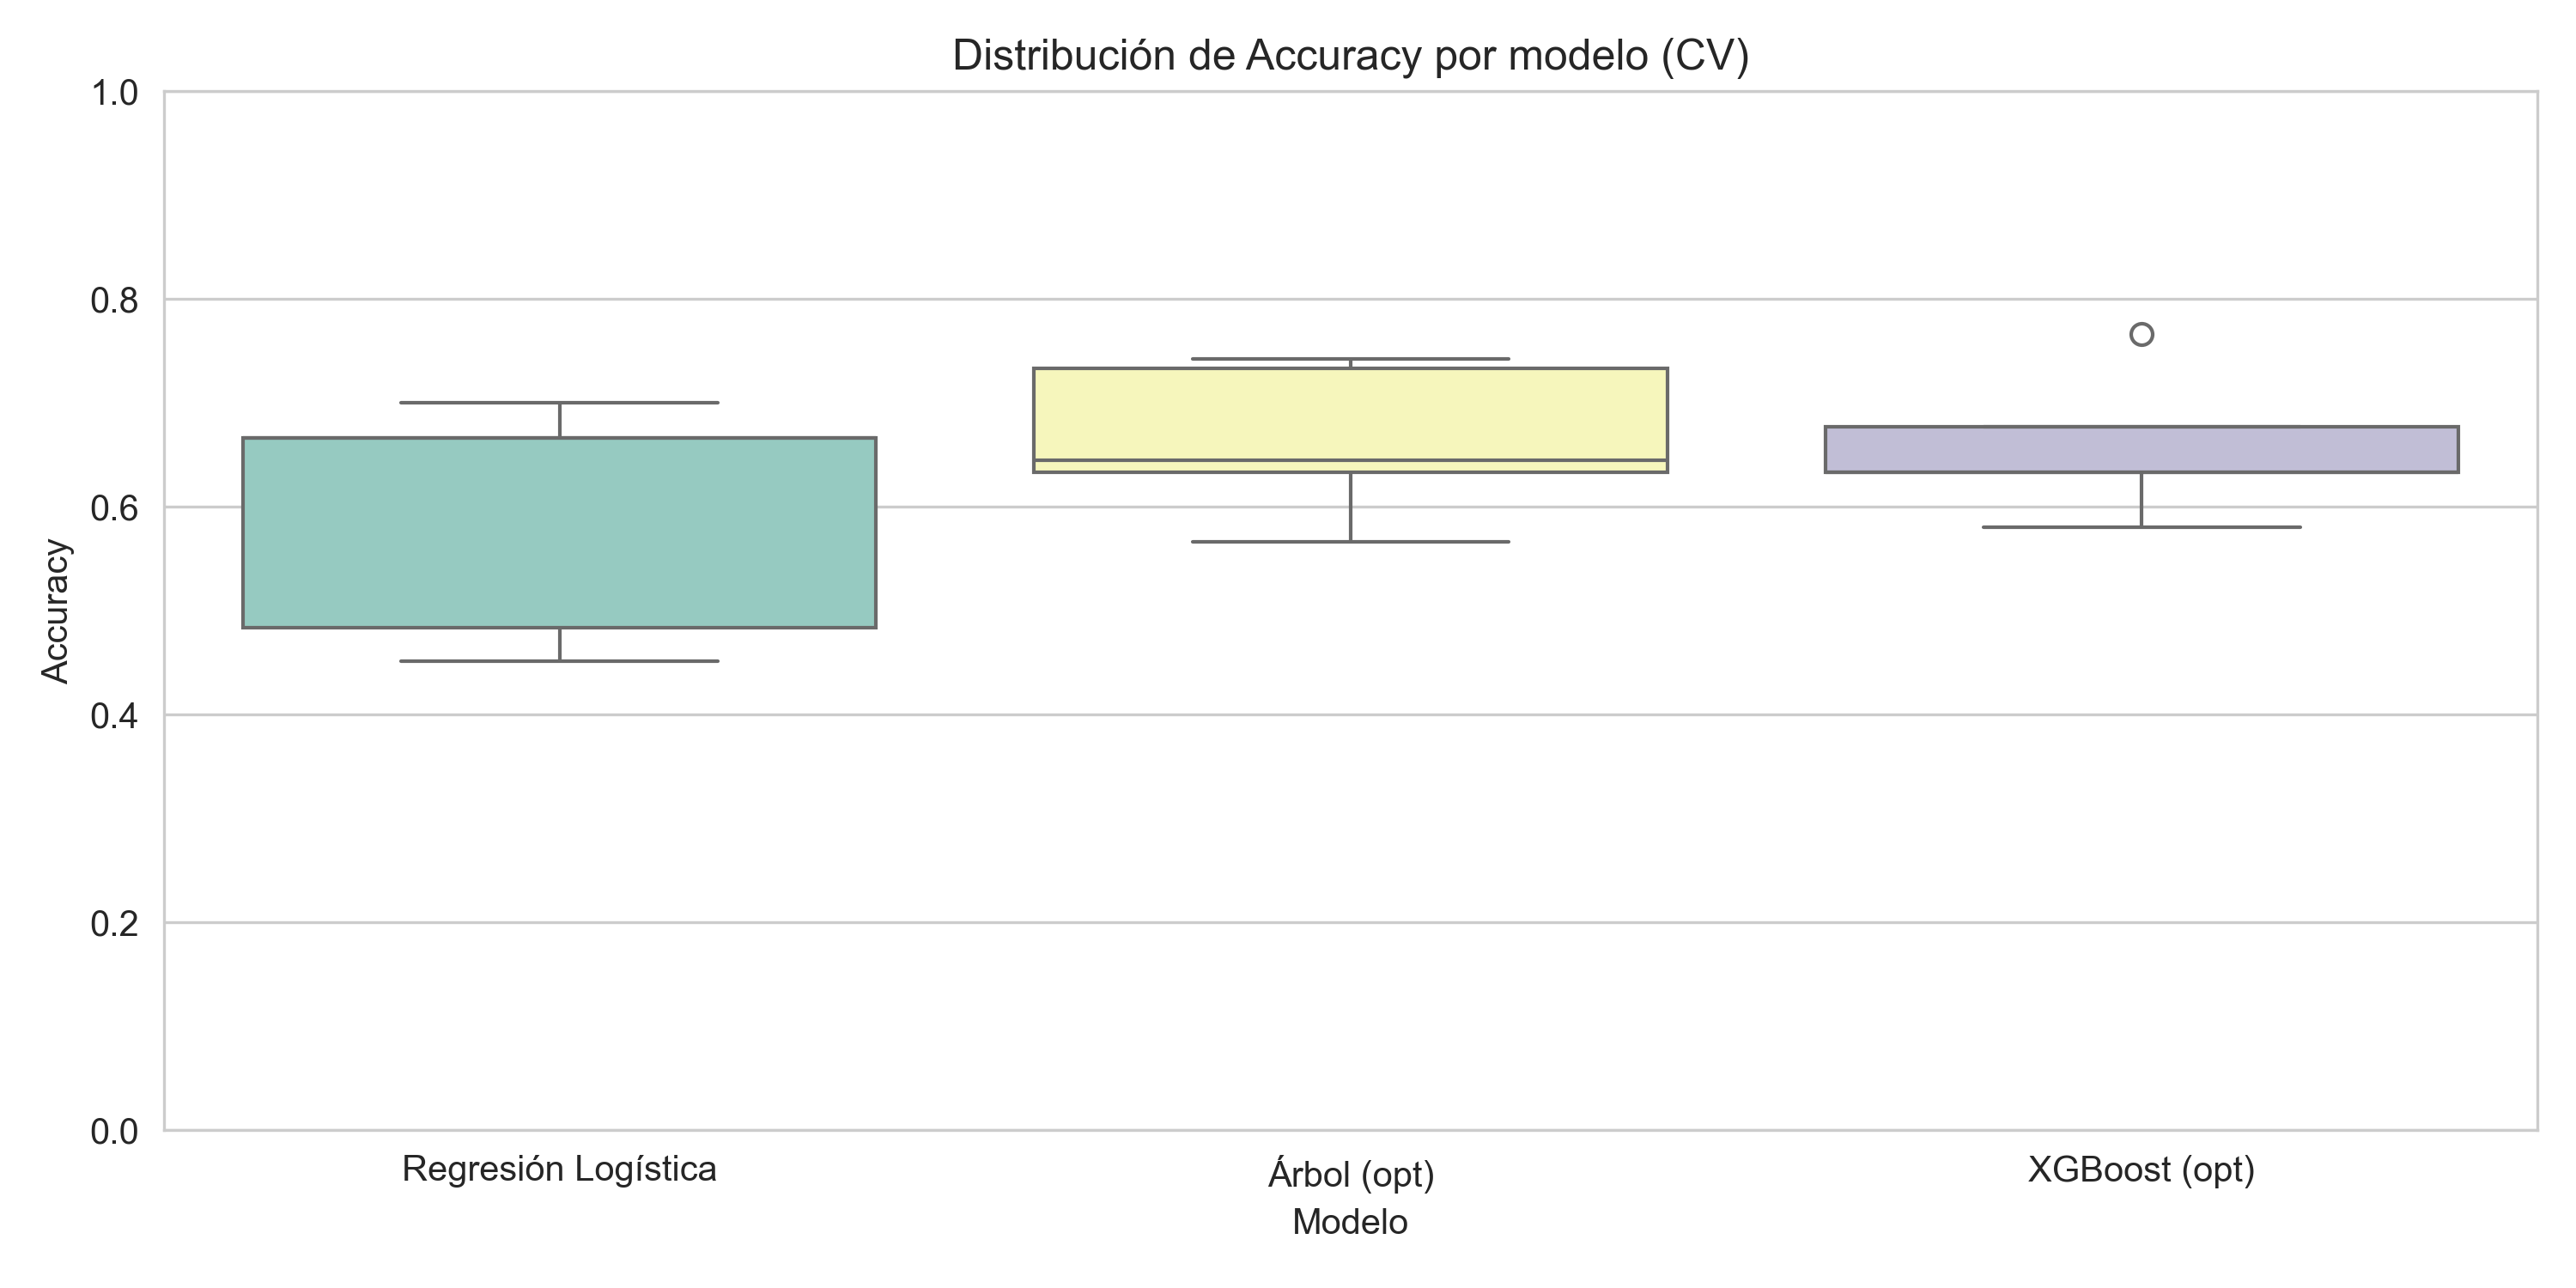 Distribución de Accuracy por modelo (CV)
1.0
0.8
0.6
0.4
0.2
0.0
Accuracy
Regresión Logística
Árbol (opt)
XGBoost (opt)
Modelo